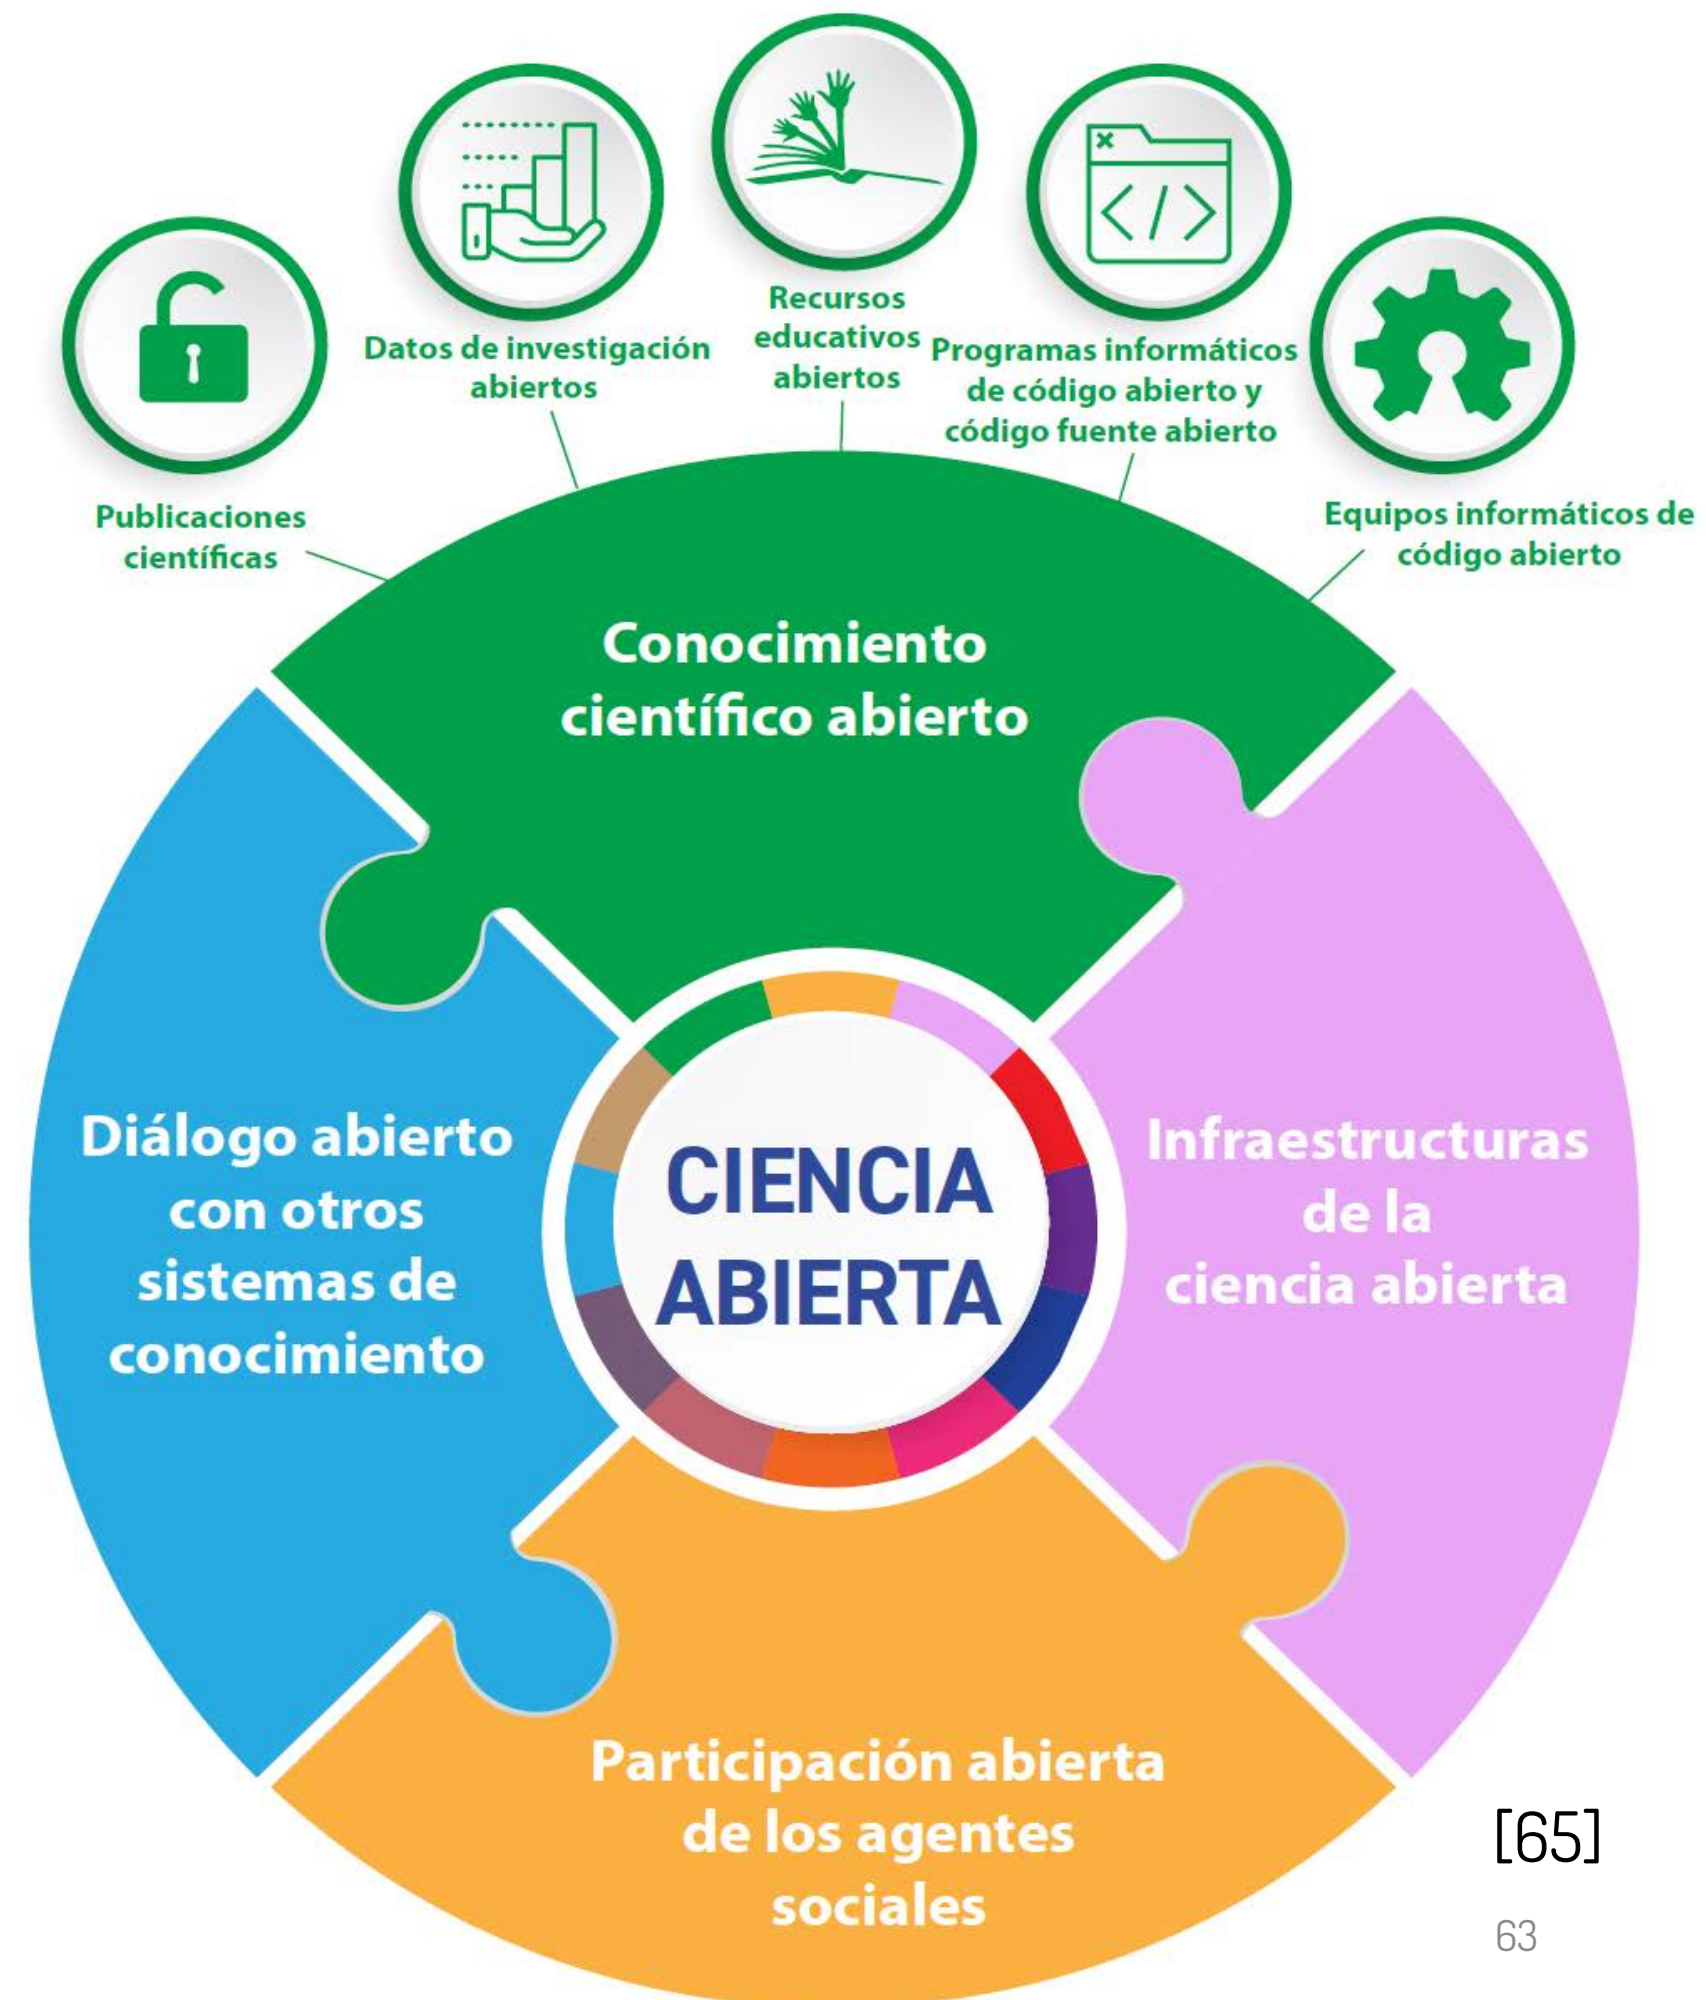 Publicaciones
científicas
Datos de investigación
abiertos
Recursos
educativos
abiertos
Programas informáticos
de código abierto y
código fuente abierto
Equipos informáticos de
código abierto
Conocimiento
científico abierto
Diálogo abierto
con otros
sistemas de
conocimiento
CIENCIA
ABIERTA
Infraestructuras
de la
ciencia abierta
Participación abierta
de los agentes
sociales
[65]
63